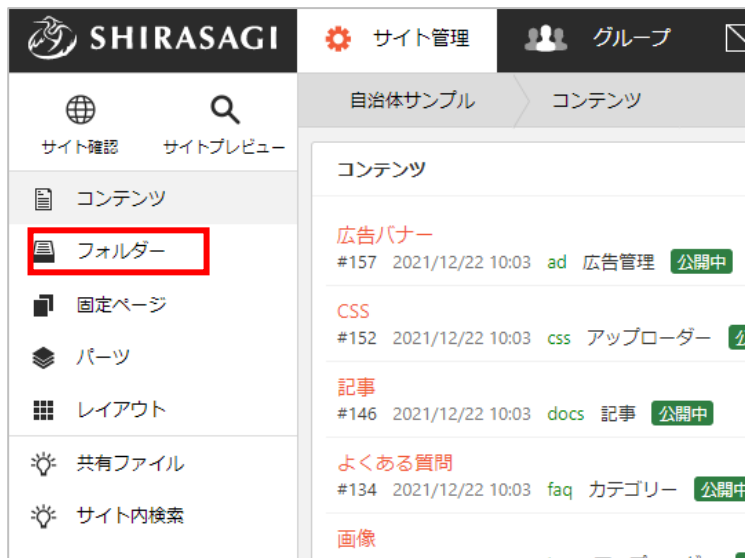 SHIRASAGI
サイト管理
グループ
サイト確認
サイトプレビュー
自治体サンプル
コンテンツ
コンテンツ
フォルダー
固定ページ
パーツ
レイアウト
共有ファイル
サイト内検索
コンテンツ
広告バナー
#157 2021/12/22 10:03 ad 広告管理 公開中
CSS
#152 2021/12/22 10:03 css アップローダー
記事
#146 2021/12/22 10:03 docs 記事 公開中
よくある質問
#134 2021/12/22 10:03 faq カテゴリー 公開中
画像